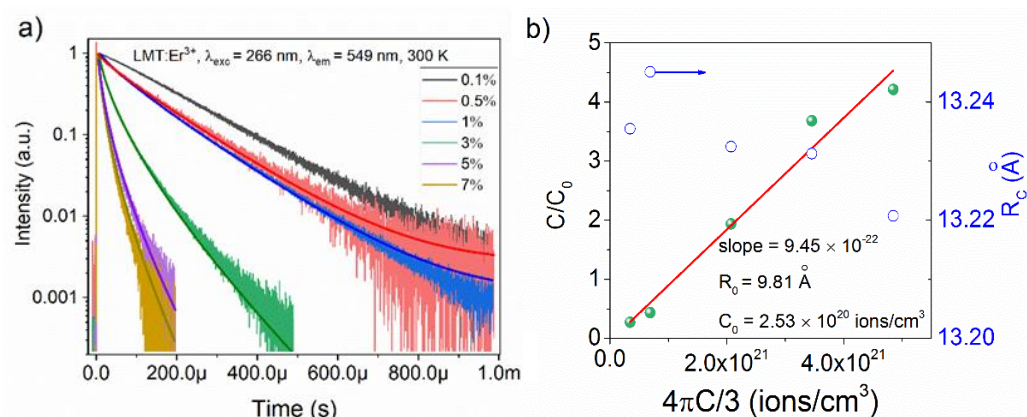 a)
LMT:Er³⁺, λexc = 266 nm, λem = 549 nm, 300 K
0.1%
0.5%
1%
3%
5%
7%
1
0.1
0.01
0.001
Intensity (a.u.)
0.0 200.0μ 400.0μ 600.0μ 800.0μ 1.0m
Time (s)
b)
5
4
3
2
1
0
C/C₀
slope = 9.45 × 10⁻²²
R₀ = 9.81 Å
C₀ = 2.53 × 10²⁰ ions/cm³
13.24
13.22
13.20
R_C (Å)
0.0 2.0x10²¹ 4.0x10²¹
4πC/3 (ions/cm³)